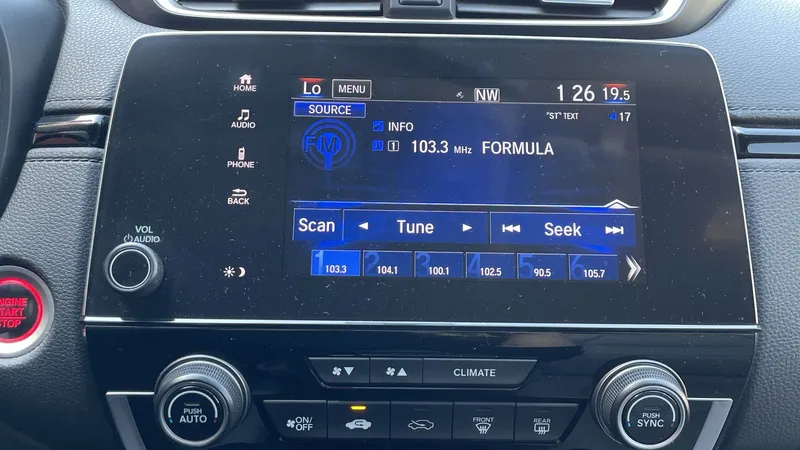 Lo MENU NW 1 26 19.5
SOURCE
"ST" TEXT 17
FM
INFO
1 103.3 MHz FORMULA
Scan Tune Seek
1 103.3 2 104.1 3 100.1 4 102.5 5 90.5 6 105.7
HOME
AUDIO
PHONE
BACK
VOL
AUDIO
ENGINE
START
STOP
CLIMATE
PUSH
AUTO
ON/
OFF
FRONT
REAR
PUSH
SYNC